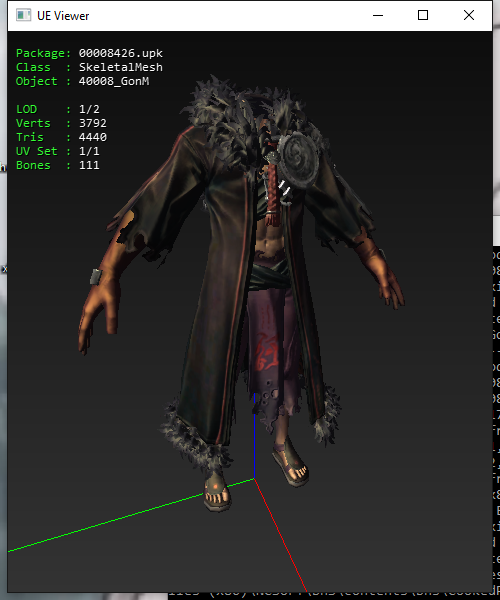 UE Viewer
Package: 00008426.upk
Class : SkeletalMesh
Object : 40008_GonM
LOD : 1/2
Verts : 3792
Tris : 4440
UV Set : 1/1
Bones : 111